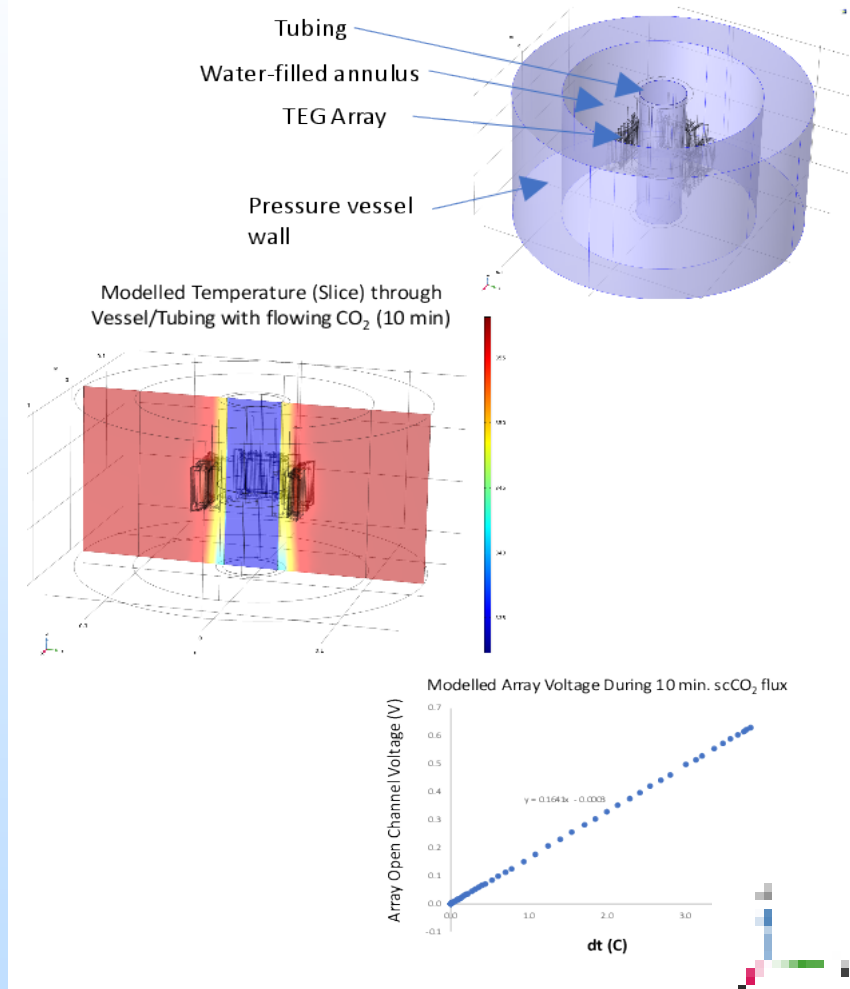 Tubing
Water-filled annulus
TEG Array
Pressure vessel
wall
Modelled Temperature (Slice) through
Vessel/Tubing with flowing CO₂ (10 min)
Modelled Array Voltage During 10 min. scCO₂ flux
Array Open Channel Voltage (V)
0.7
0.6
0.5
0.4
0.3
0.2
0.1
0.0
-0.1
y = 0.1641x - 0.0003
0.0
1.0
2.0
3.0
dt (C)